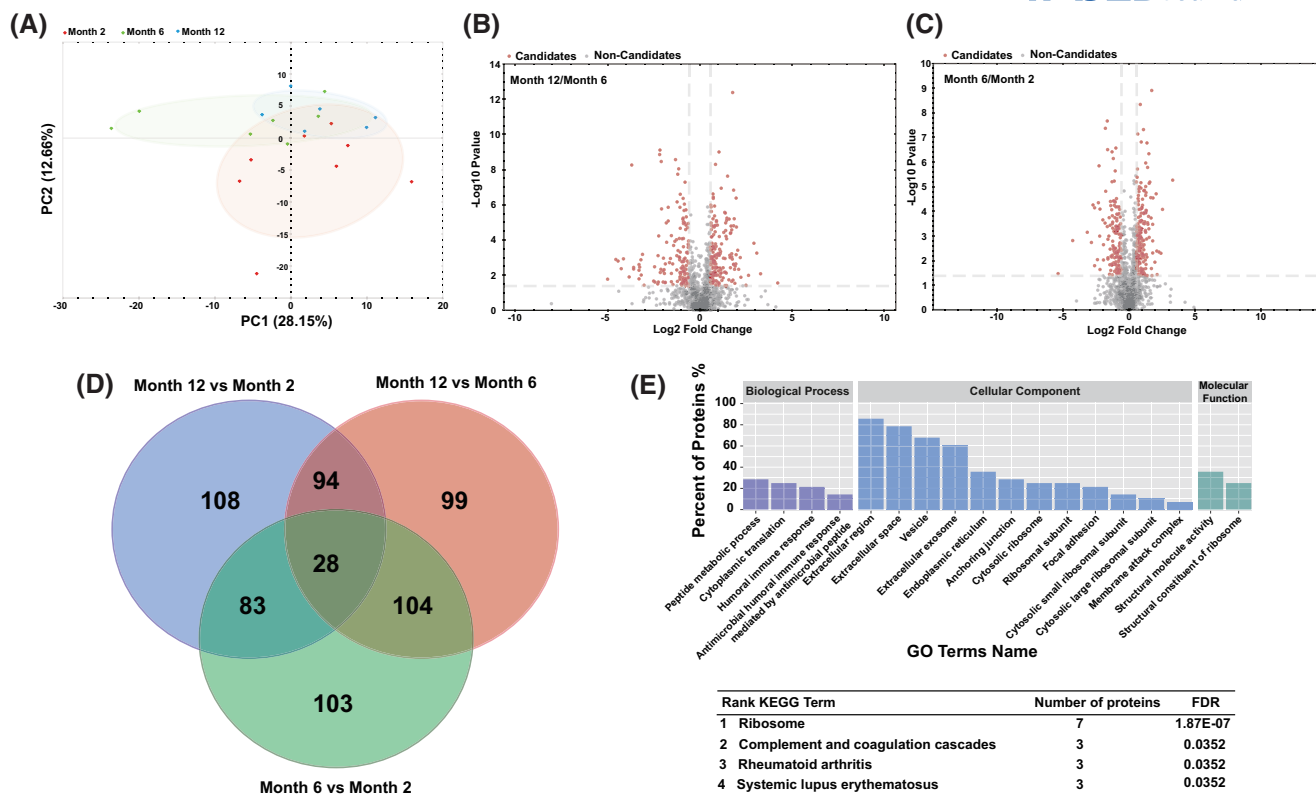 (A)
Month 2 Month 6 Month 12
PC2 (12.66%)
10
5
0
-5
-10
-15
-20
-30 -20 -10 0 10 20
PC1 (28.15%)
(B)
Candidates Non-Candidates
Month 12/Month 6
-Log10 Pvalue
14
12
10
8
6
4
2
0
-10 -5 0 5 10
Log2 Fold Change
(C)
Candidates Non-Candidates
Month 6/Month 2
-Log10 Pvalue
10
9
8
7
6
5
4
3
2
1
0
-10 -5 0 5 10
Log2 Fold Change
(D)
Month 12 vs Month 2
Month 12 vs Month 6
108
94
99
28
83
104
103
Month 6 vs Month 2
(E)
Biological Process
Cellular Component
Molecular
Function
Percent of Proteins %
100
80
60
40
20
0
Peptide metabolic process
Cytoplasmic translation
Humoral immune response
Antimicrobial humoral immune response
mediated by antimicrobial peptide
Extracellular region
Extracellular space
Vesicle
Extracellular exosome
Endoplasmic reticulum
Anchoring junction
Cytosolic ribosome
Ribosomal subunit
Focal adhesion
Cytosolic small ribosomal subunit
Cytosolic large ribosomal subunit
Membrane attack complex
Structural molecule activity
Structural constituent of ribosome
GO Terms Name
Rank KEGG Term Number of proteins FDR
1 Ribosome 7 1.87E-07
2 Complement and coagulation cascades 3 0.0352
3 Rheumatoid arthritis 3 0.0352
4 Systemic lupus erythematosus 3 0.0352